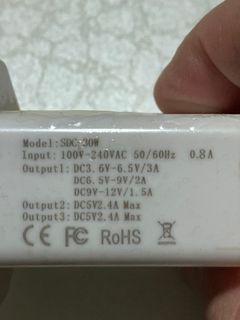 Model:SDC-30W
Input: 100V-240VAC 50/60Hz 0.8A
Output1: DC3.6V-6.5V/3A
DC6.5V-9V/2A
DC9V-12V/1.5A
Output2: DC5V2.4A Max
Output3: DC5V2.4A Max
CE FC RoHS